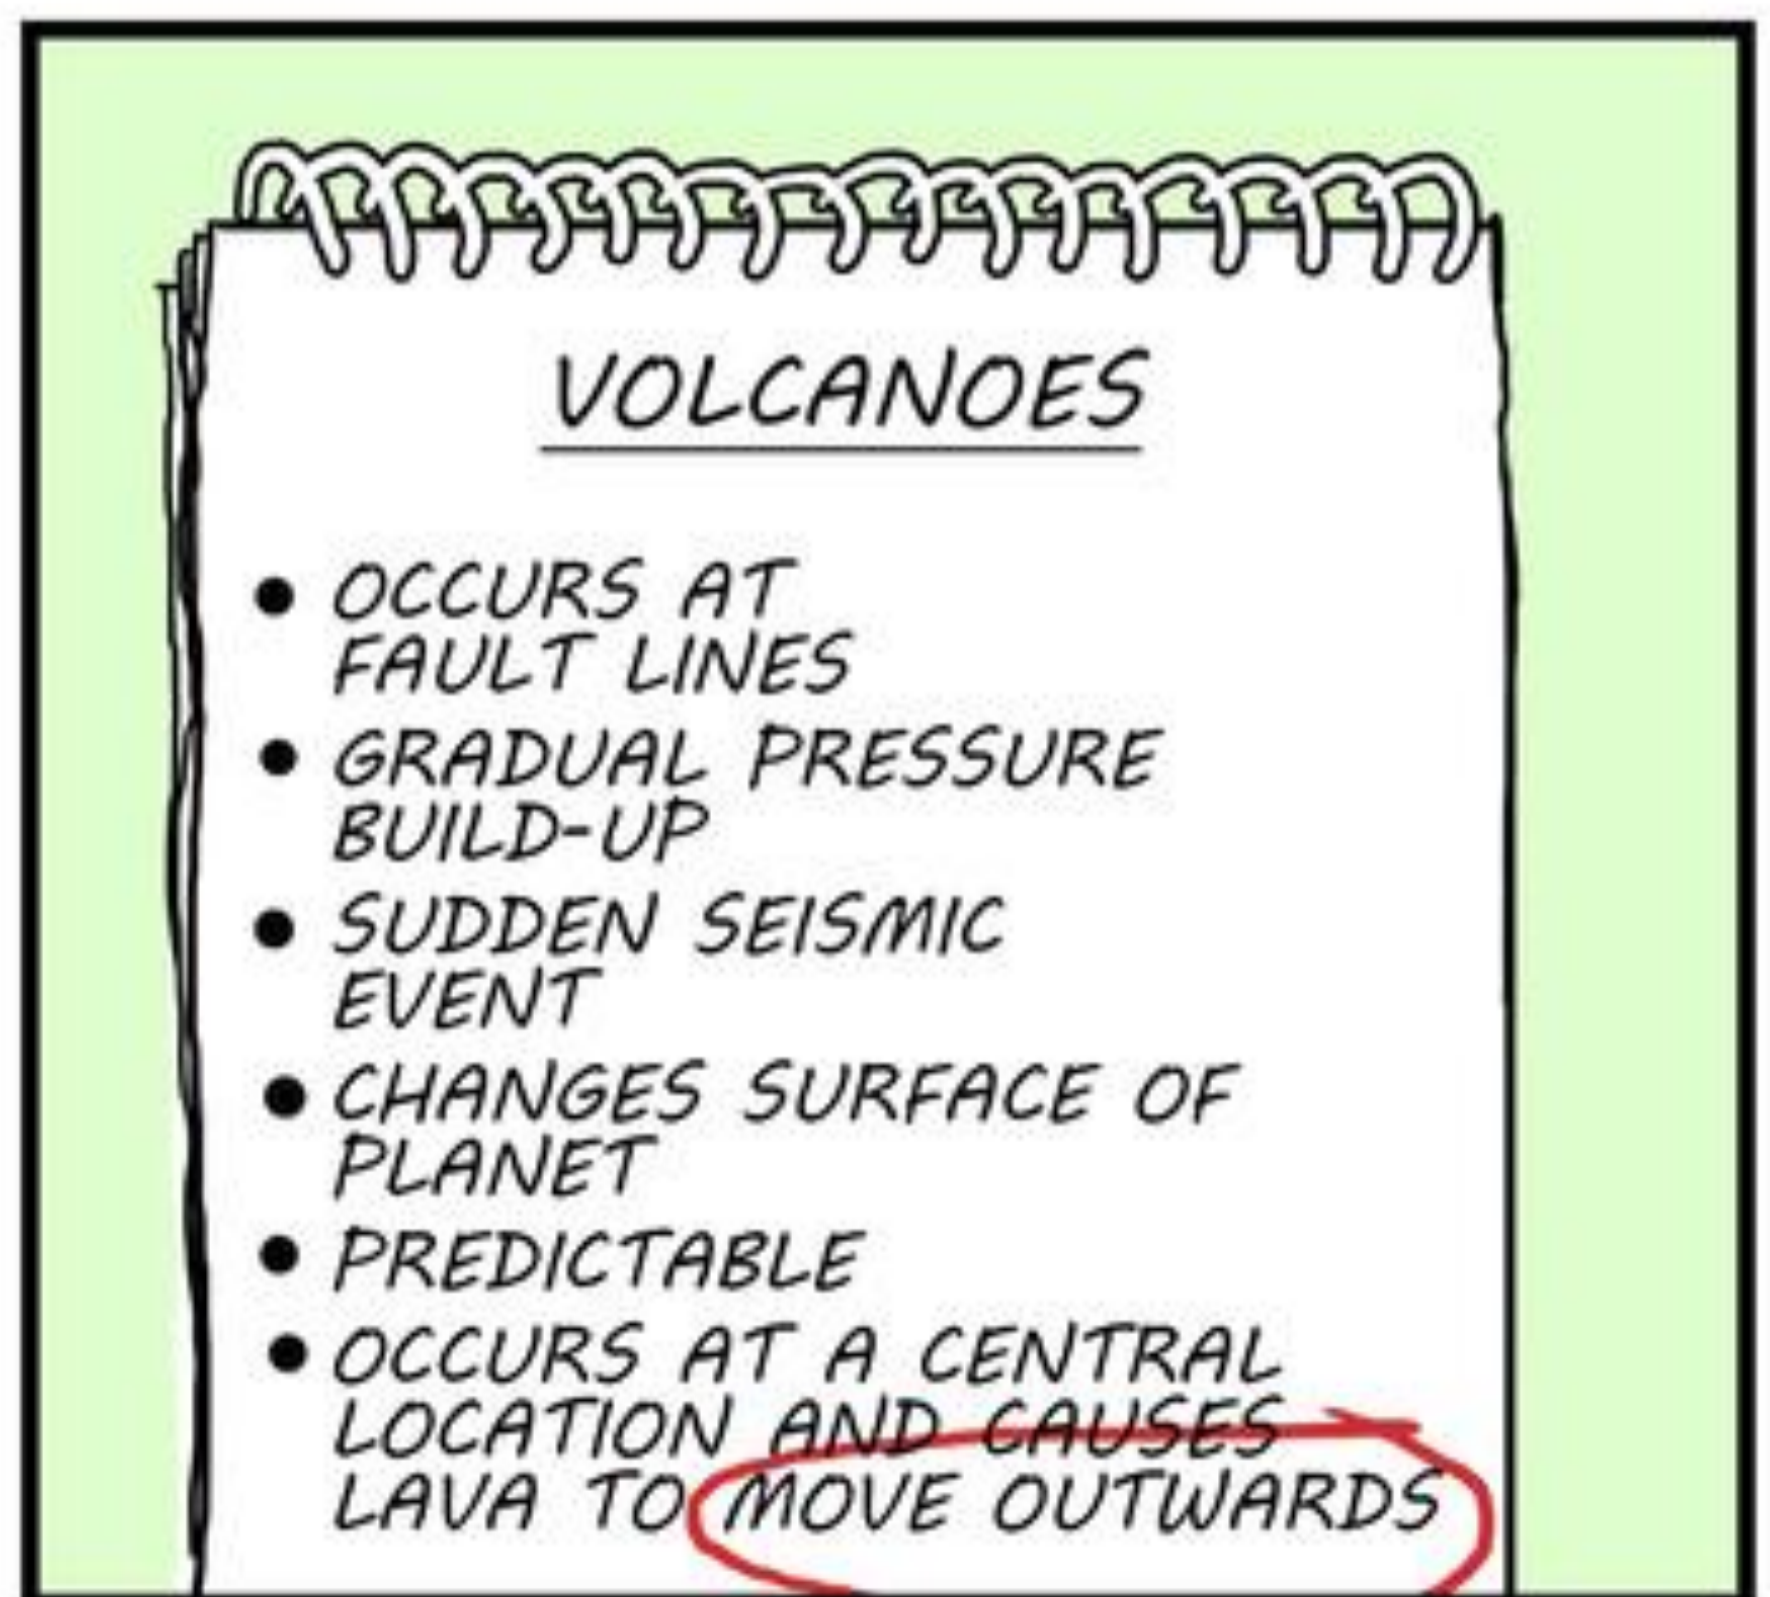 VOLCANOES
• OCCURS AT
FAULT LINES
• GRADUAL PRESSURE
BUILD-UP
• SUDDEN SEISMIC
EVENT
• CHANGES SURFACE OF
PLANET
• PREDICTABLE
• OCCURS AT A CENTRAL
LOCATION AND CAUSES
LAVA TO MOVE OUTWARDS